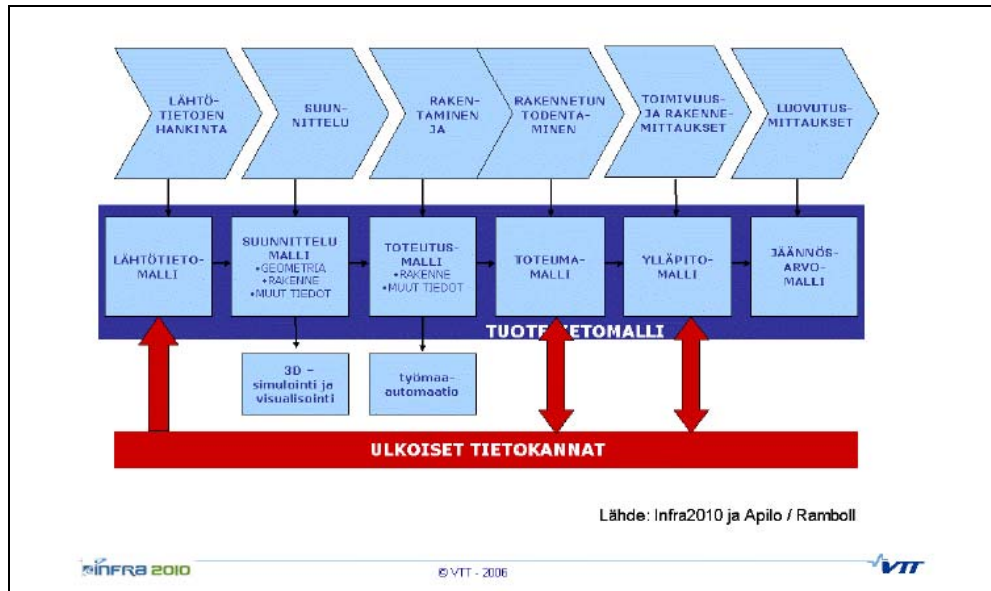 LÄHTÖ-
TIETOJEN
HANKINTA
SUUN-
NITTELU
RAKEN-
TAMINEN
JA
RAKENNETUN
TODENTA-
MINEN
TOIMIVUUS-
JA RAKENNE-
MITTAUKSET
LUOVUTUS-
MITTAUKSET
LÄHTÖTIETO-
MALLI
SUUNNITTELU
MALLI
•GEOMETRIA
•RAKENNE
•MUUT TIEDOT
TOTEUTUS-
MALLI
•RAKENNE
•MUUT TIEDOT
TOTEUMA-
MALLI
YLLÄPITO-
MALLI
JÄÄNNÖS-
ARVO-
MALLI
TUOTETIETOMALLI
3D –
simulointi ja
visualisointi
työmaa-
automaatio
ULKOISET TIETOKANNAT
Lähde: Infra2010 ja Apilo / Ramboll
INFRA 2010
© VTT - 2006
VTT